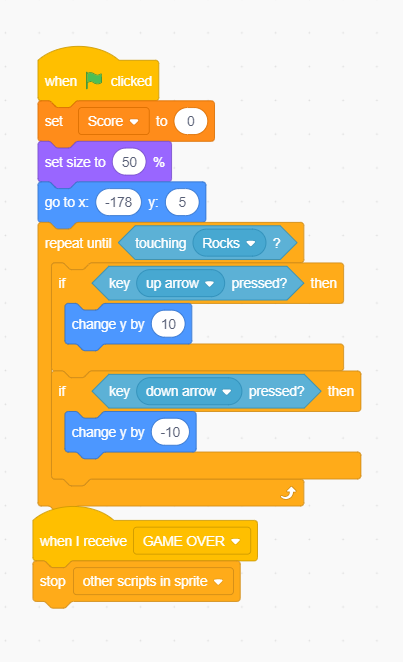 when clicked
set Score to 0
set size to 50 %
go to x: -178 y: 5
repeat until touching Rocks ?
if key up arrow pressed? then
change y by 10
if key down arrow pressed? then
change y by -10
when I receive GAME OVER
stop other scripts in sprite